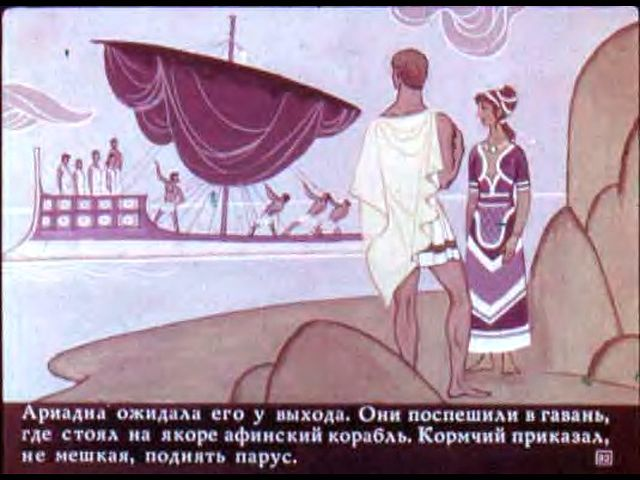 Ариадна ожидала его у выхода. Они поспешили в гавань,
где стоял на якоре афинский корабль. Кормчий приказал,
не мешкая, поднять парус.